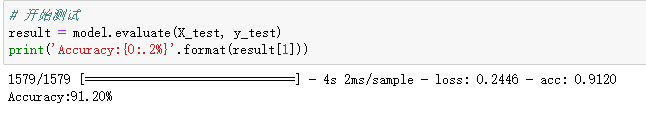 # 开始测试
result = model.evaluate(X_test, y_test)
print('Accuracy:{0:.2%}'.format(result[1]))
1579/1579 [==============================] - 4s 2ms/sample - loss: 0.2446 - acc: 0.9120
Accuracy:91.20%